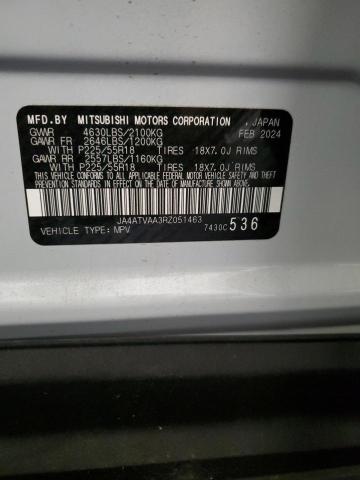 MFD.BY MITSUBISHI MOTORS CORPORATION , JAPAN
GVWR 4630LBS/2100KG FEB 2024
GAWR FR 2646LBS/1200KG
WITH P225/55R18 TIRES 18X7.0J RIMS
GAWR RR 2557LBS/1160KG
WITH P225/55R18 TIRES 18X7.0J RIMS
THIS VEHICLE CONFORMS TO ALL APPLICABLE
FEDERAL MOTOR VEHICLE SAFETY AND THEFT
PREVENTION STANDARDS IN EFFECT ON THE
DATE OF MANUFACTURE SHOWN ABOVE.
JA4ATVAA3RZ051463
VEHICLE TYPE: MPV 7430C 536